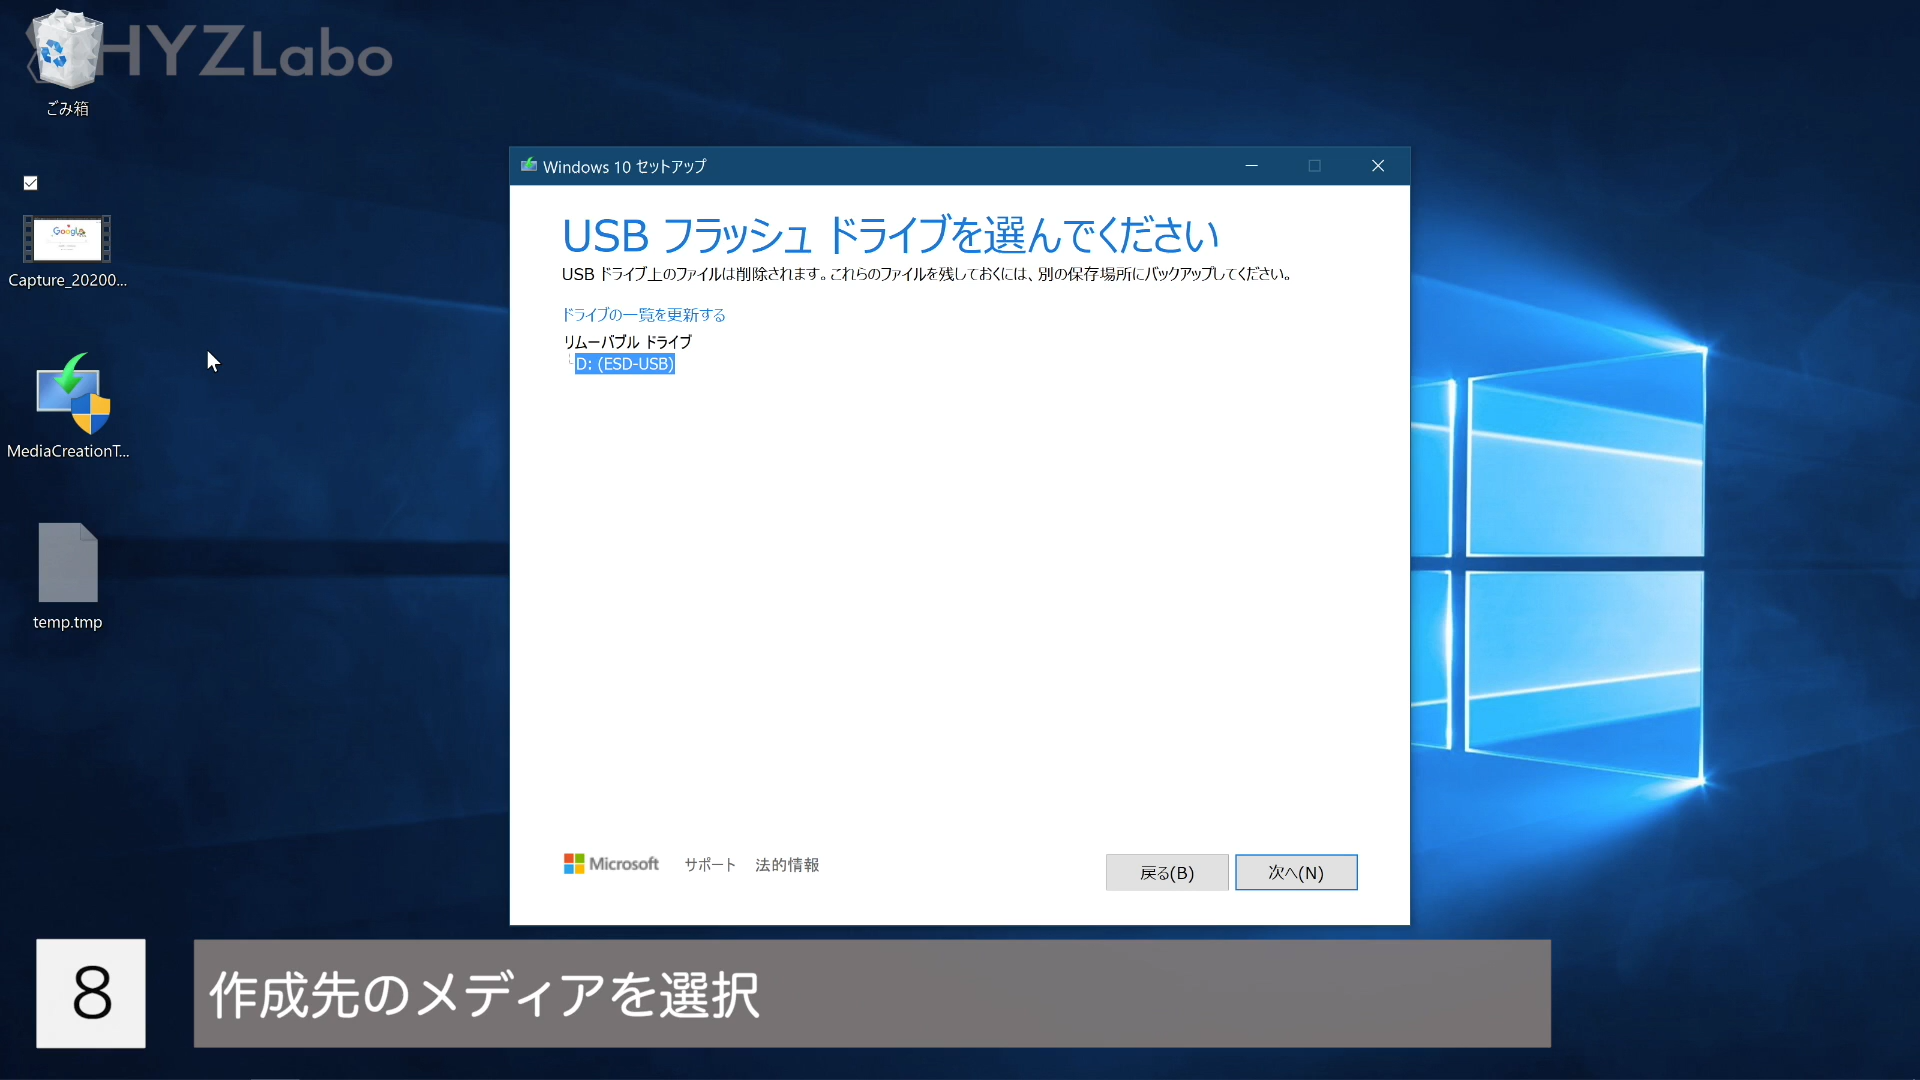 HYZLabo
ごみ箱
Google
Capture_20200...
MediaCreationT...
temp.tmp
Windows 10 セットアップ
USB フラッシュ ドライブを選んでください
USB ドライブ上のファイルは削除されます。これらのファイルを残しておくには、別の保存場所にバックアップしてください。
ドライブの一覧を更新する
リムーバブル ドライブ
D: (ESD-USB)
Microsoft サポート 法的情報
戻る(B) 次へ(N)
8 作成先のメディアを選択